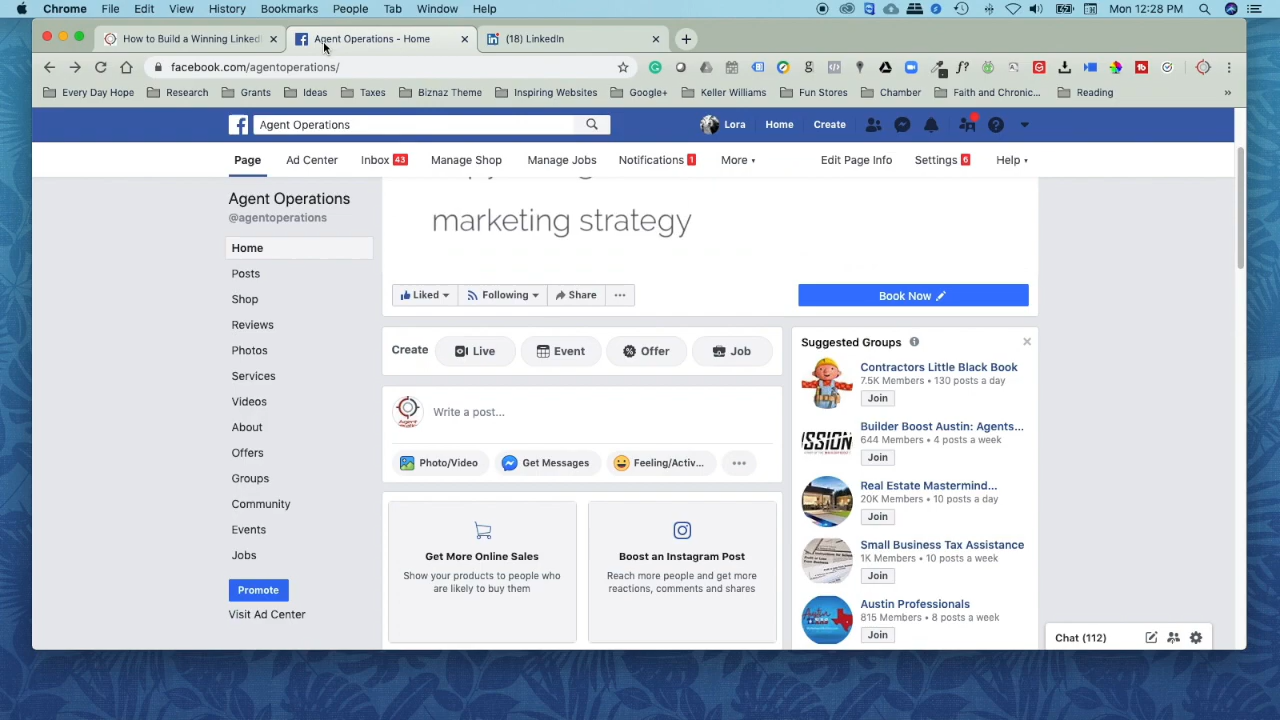 Chrome File Edit View History Bookmarks People Tab Window Help Mon 12:28 PM
How to Build a Winning Linked Agent Operations - Home (18) LinkedIn
facebook.com/agentoperations/
Every Day Hope Research Grants Ideas Taxes Biznaz Theme Inspiring Websites Google+ Keller Williams Fun Stores Chamber Faith and Chronic... Reading »
Agent Operations Lora Home Create
Page Ad Center Inbox 43 Manage Shop Manage Jobs Notifications 1 More Edit Page Info Settings 6 Help
marketing strategy
Agent Operations
@agentoperations
Home
Posts
Shop
Reviews
Photos
Services
Videos
About
Offers
Groups
Community
Events
Jobs
Promote
Visit Ad Center
Liked Following Share ... Book Now
Create Live Event Offer Job
Write a post...
Photo/Video Get Messages Feeling/Activ... ...
Get More Online Sales
Show your products to people who
are likely to buy them
Boost an Instagram Post
Reach more people and get more
reactions, comments and shares
Suggested Groups
Contractors Little Black Book
7.5K Members • 130 posts a day
Join
Builder Boost Austin: Agents...
644 Members • 4 posts a week
Join
Real Estate Mastermind...
20K Members • 10 posts a day
Join
Small Business Tax Assistance
1K Members • 10 posts a week
Join
Austin Professionals
815 Members • 8 posts a week
Join
Chat (112)